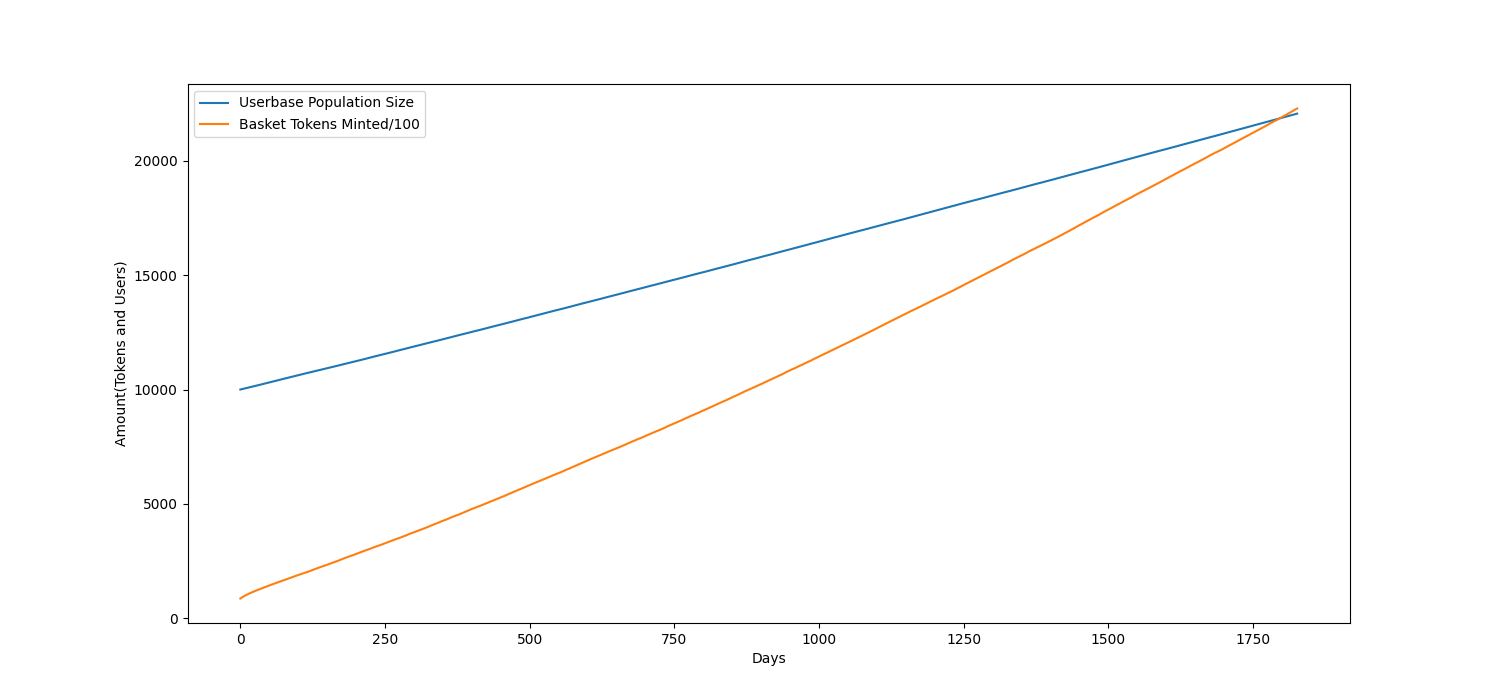 Userbase Population Size
Basket Tokens Minted/100
Amount(Tokens and Users)
20000
15000
10000
5000
0
0 250 500 750 1000 1250 1500 1750
Days